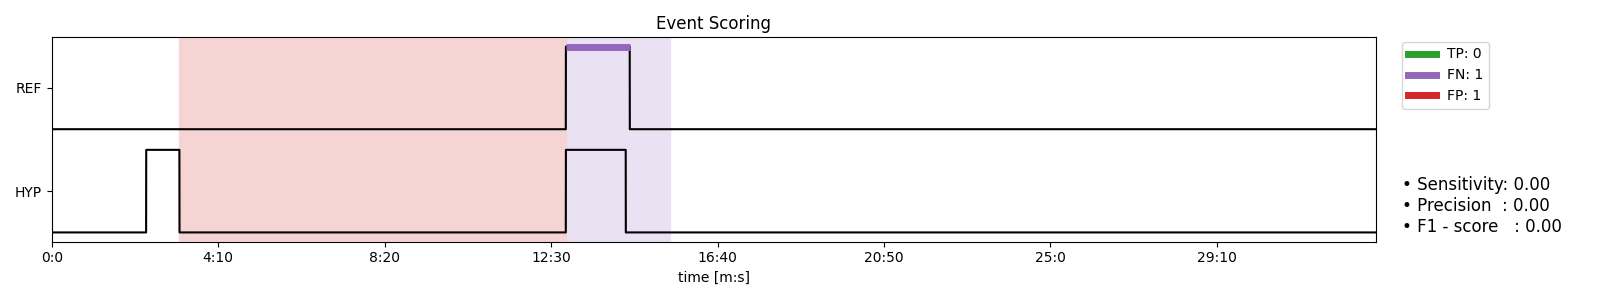 Event Scoring
REF
HYP
0:0
4:10
8:20
12:30
16:40
20:50
25:0
29:10
time [m:s]
TP: 0
FN: 1
FP: 1
• Sensitivity: 0.00
• Precision  : 0.00
• F1 - score   : 0.00